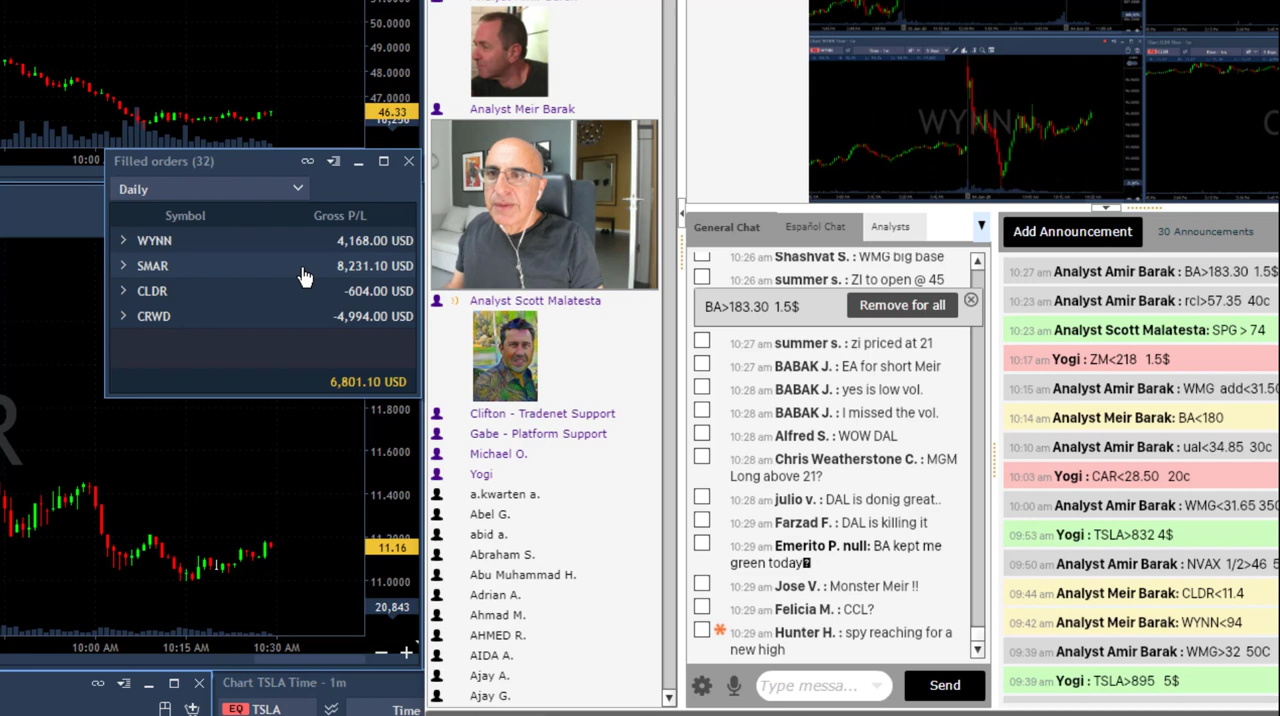 50.0000
49.0000
48.0000
47.0000
46.33
10:00
Filled orders (32)
Daily
Symbol Gross P/L
WYNN 4,168.00 USD
SMAR 8,231.10 USD
CLDR -604.00 USD
CRWD -4,994.00 USD
6,801.10 USD
11.8000
11.6000
11.4000
11.16
11.0000
20,843
10:00 AM 10:15 AM 10:30 AM
Chart TSLA Time - 1m
EQ TSLA
Time
Analyst Meir Barak
Analyst Scott Malatesta
Clifton - Tradenet Support
Gabe - Platform Support
Michael O.
Yogi
a.kwarten a.
Abel G.
abid a.
Abraham S.
Abu Muhammad H.
Adrian A.
Ahmad M.
AHMED R.
AIDA A.
Ajay A.
Ajay G.
WYNN
General Chat Español Chat Analysts
10:26 am Shashvat S. : WMG big base
10:26 am summer s. : ZI to open @ 45
BA>183.30 1.5$ Remove for all
10:27 am summer s. : zi priced at 21
10:27 am BABAK J. : EA for short Meir
10:28 am BABAK J. : yes is low vol.
10:28 am BABAK J. : I missed the vol.
10:28 am Alfred S. : WOW DAL
10:28 am Chris Weatherstone C. : MGM
Long above 21?
10:28 am julio v. : DAL is donig great..
10:29 am Farzad F. : DAL is killing it
10:29 am Emerito P. null: BA kept me
green today
10:29 am Jose V. : Monster Meir !!
10:29 am Felicia M. : CCL?
10:29 am Hunter H. : spy reaching for a
new high
Type messa...
Send
Add Announcement 30 Announcements
10:27 am Analyst Amir Barak : BA>183.30 1.5$
10:23 am Analyst Amir Barak : rcl>57.35 40c
10:23 am Analyst Scott Malatesta: SPG > 74
10:17 am Yogi : ZM<218 1.5$
10:15 am Analyst Amir Barak : WMG add<31.50
10:14 am Analyst Meir Barak : BA<180
10:10 am Analyst Amir Barak : ual<34.85 30c
10:03 am Yogi : CAR<28.50 20c
10:00 am Analyst Amir Barak : WMG<31.65 350
09:53 am Yogi : TSLA>832 4$
09:50 am Analyst Amir Barak : NVAX 1/2>46 5
09:44 am Analyst Meir Barak: CLDR<11.4
09:42 am Analyst Meir Barak: WYNN<94
09:39 am Analyst Amir Barak : WMG>32 50C
09:39 am Yogi : TSLA>895 5$